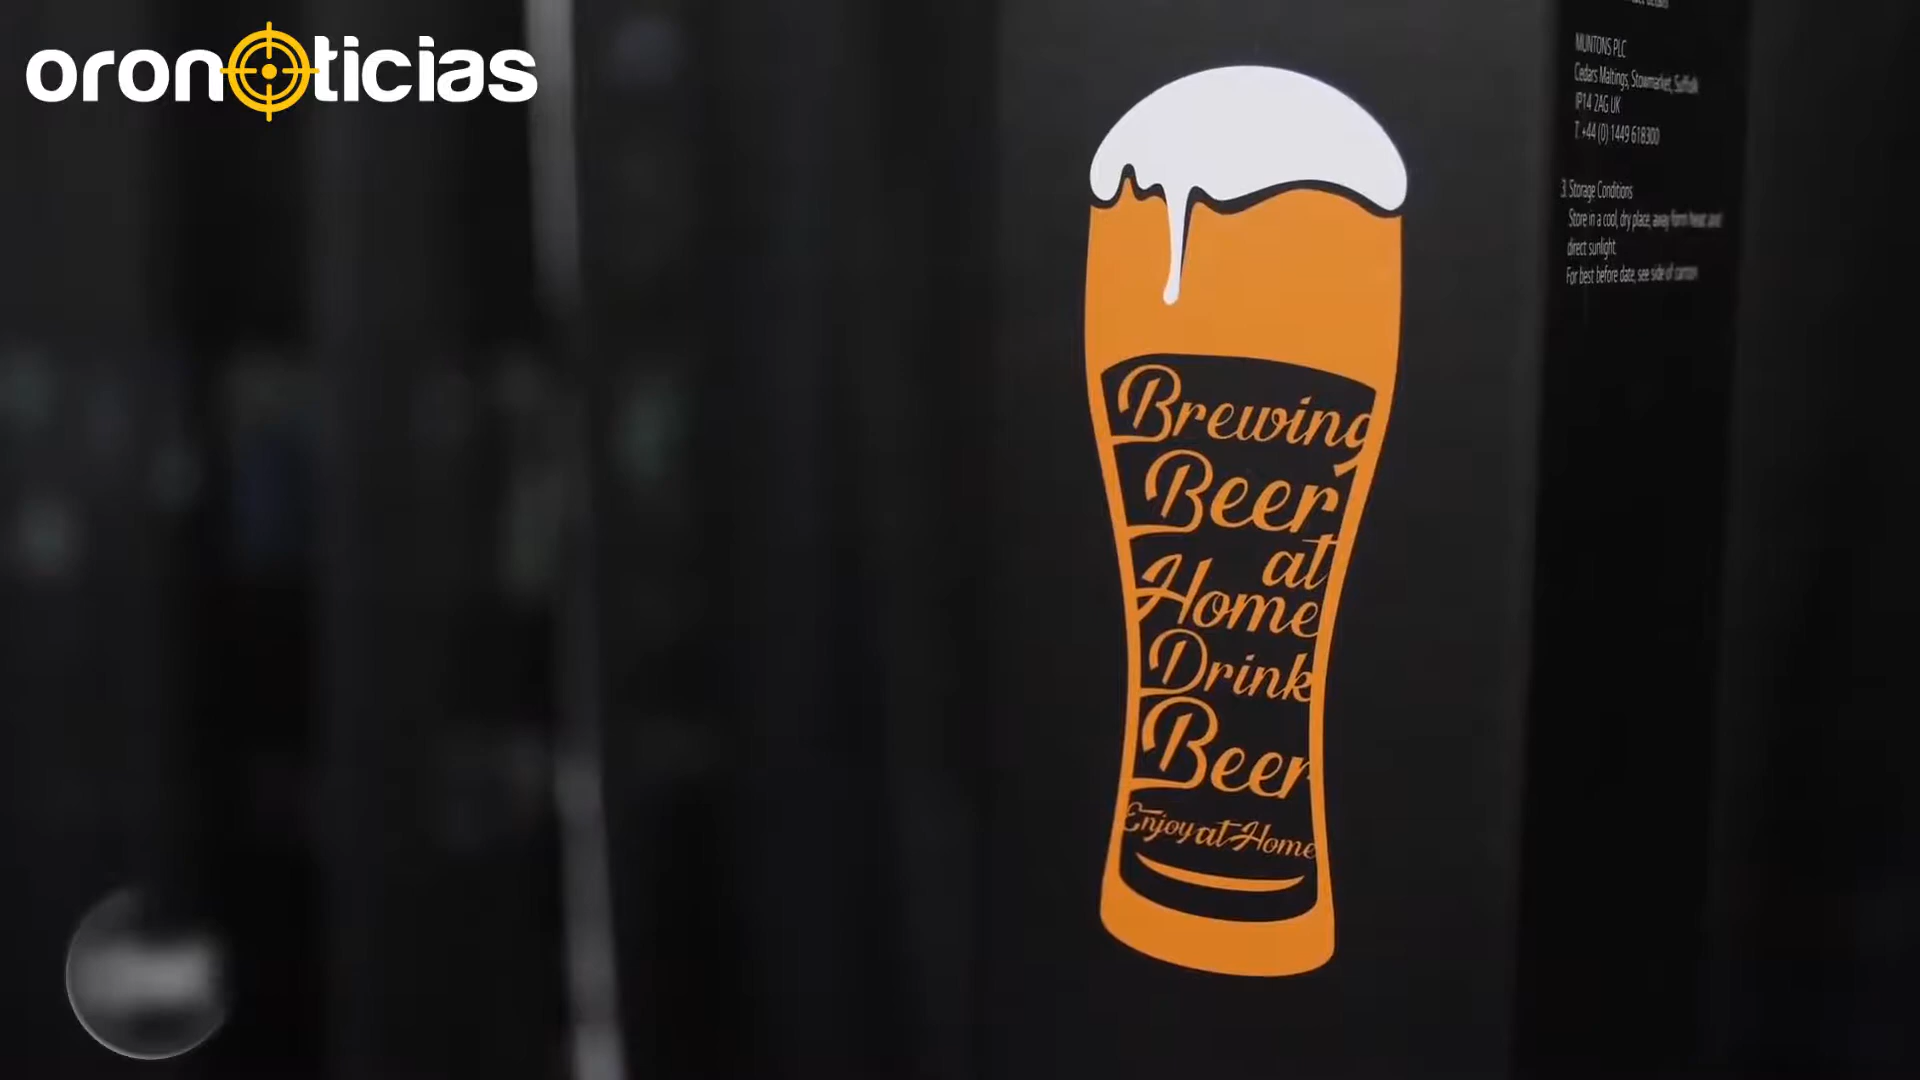 oronoticias
MUNTONS PLC
Cedars Maltings, Stowmarket, Suffolk
IP14 2AG UK
T +44 (0) 1449 618300
3. Storage Conditions
Store in a cool, dry place, away form heat and
direct sunlight.
For best before date, see side of carton
Brewing
Beer
at
Home
Drink
Beer
Enjoy at Home